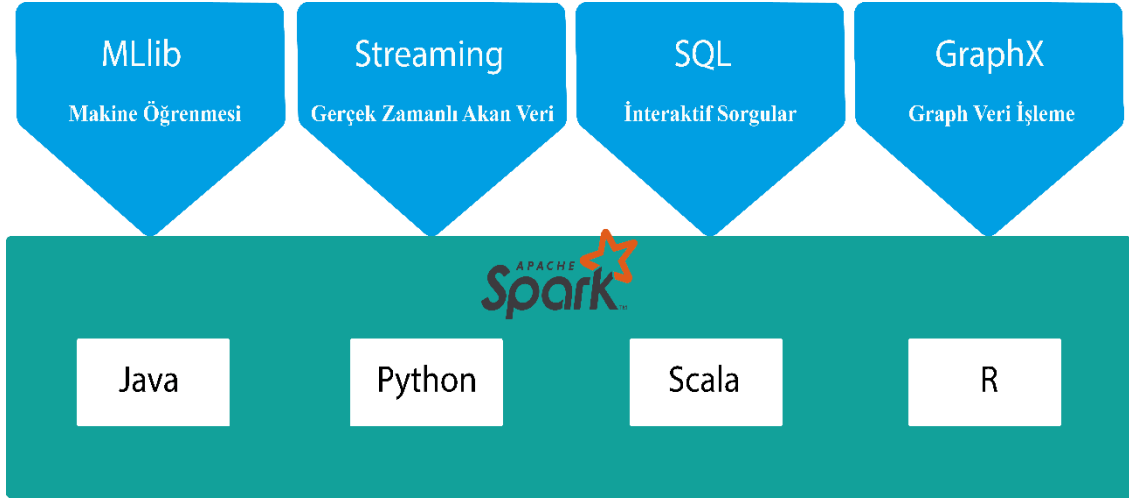 MLlib
Makine Öğrenmesi
Streaming
Gerçek Zamanlı Akan Veri
SQL
İnteraktif Sorgular
GraphX
Graph Veri İşleme
APACHE
Spark™
Java
Python
Scala
R